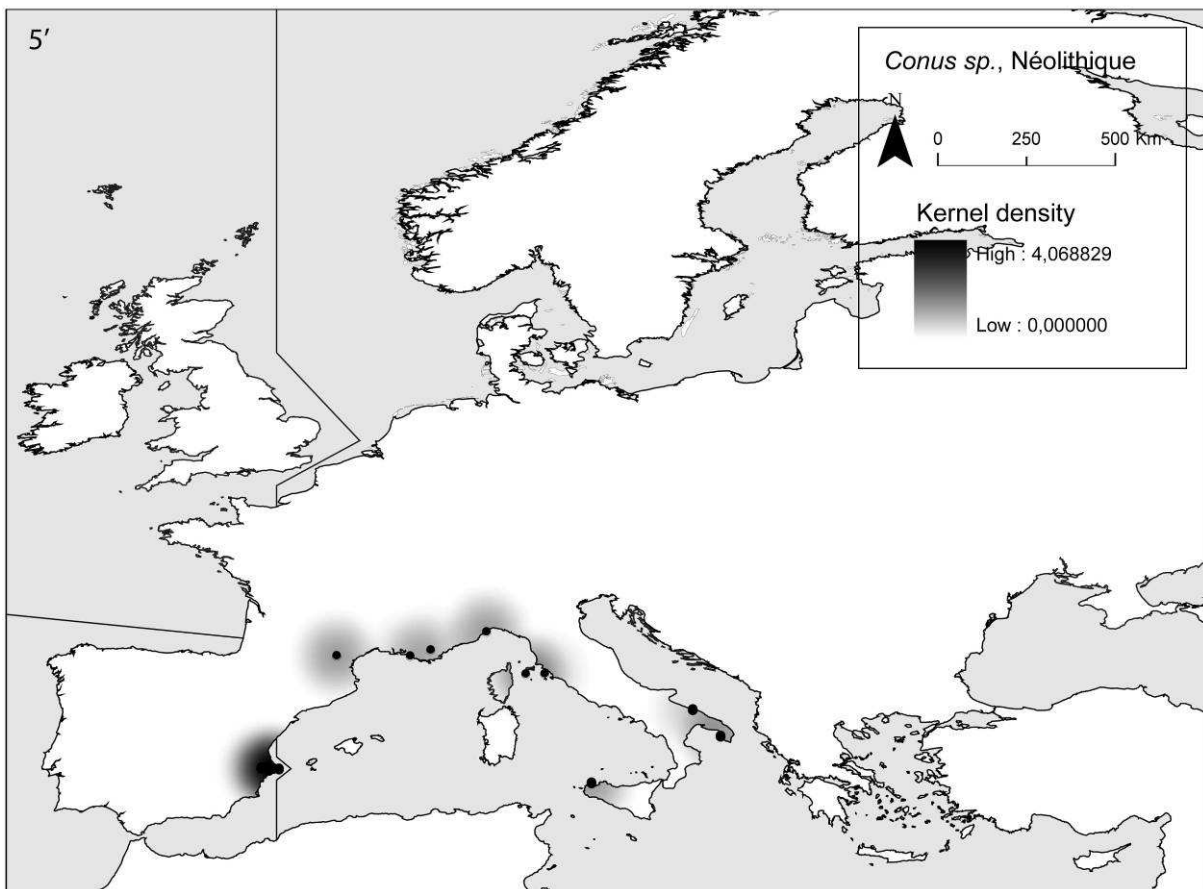 5′
Conus sp., Néolithique
N
0 250 500 Km
Kernel density
High : 4,068829
Low : 0,000000